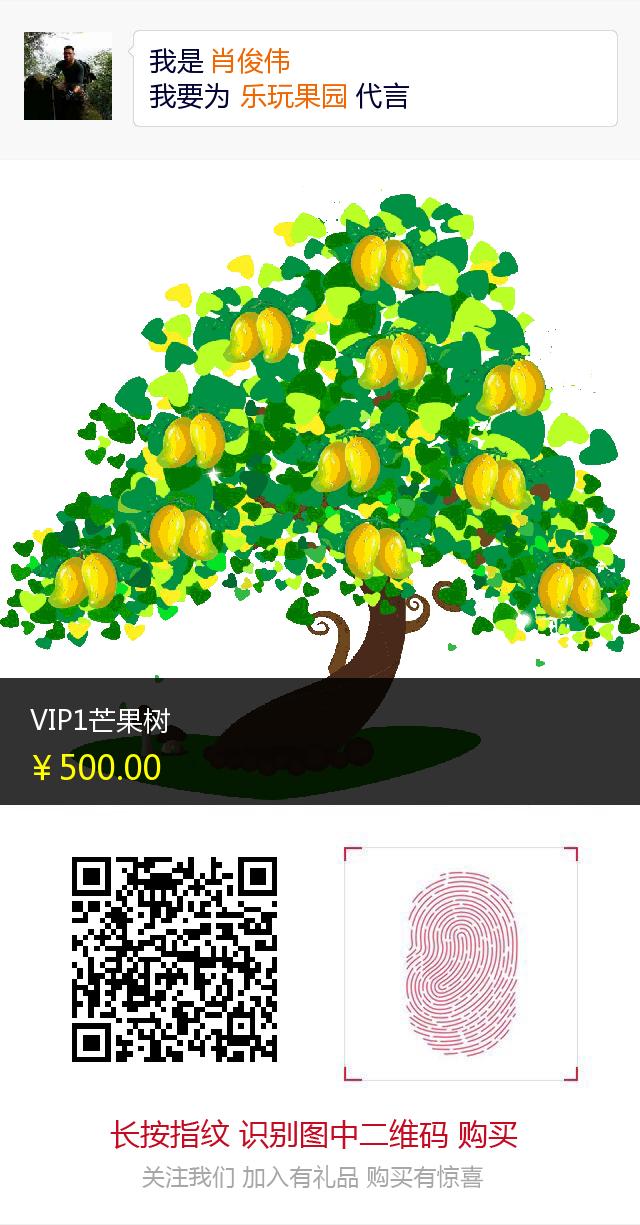 我是 肖俊伟
我要为 乐玩果园 代言
VIP1芒果树
￥500.00
长按指纹 识别图中二维码 购买
关注我们 加入有礼品 购买有惊喜